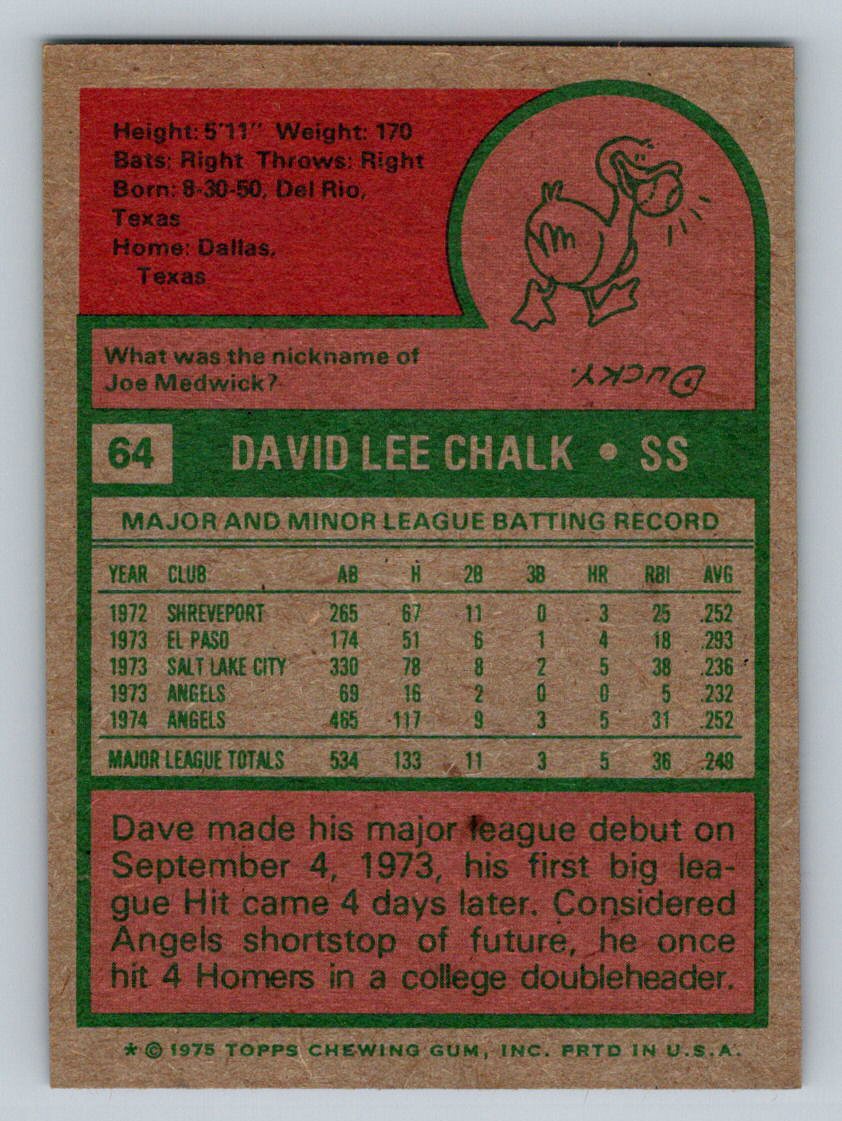 Height: 5'11" Weight: 170
Bats: Right Throws: Right
Born: 8-30-50, Del Rio,
Texas
Home: Dallas,
Texas
What was the nickname of
Joe Medwick?
DUCKY.
64 DAVID LEE CHALK • SS
MAJOR AND MINOR LEAGUE BATTING RECORD
YEAR CLUB AB H 2B 3B HR RBI AVG
1972 SHREVEPORT 265 67 11 0 3 25 .252
1973 EL PASO 174 51 6 1 4 18 .293
1973 SALT LAKE CITY 330 78 8 2 5 38 .236
1973 ANGELS 69 16 2 0 0 5 .232
1974 ANGELS 465 117 9 3 5 31 .252
MAJOR LEAGUE TOTALS 534 133 11 3 5 36 .249
Dave made his major league debut on
September 4, 1973, his first big lea-
gue Hit came 4 days later. Considered
Angels shortstop of future, he once
hit 4 Homers in a college doubleheader.
* © 1975 TOPPS CHEWING GUM, INC. PRTD IN U.S.A.